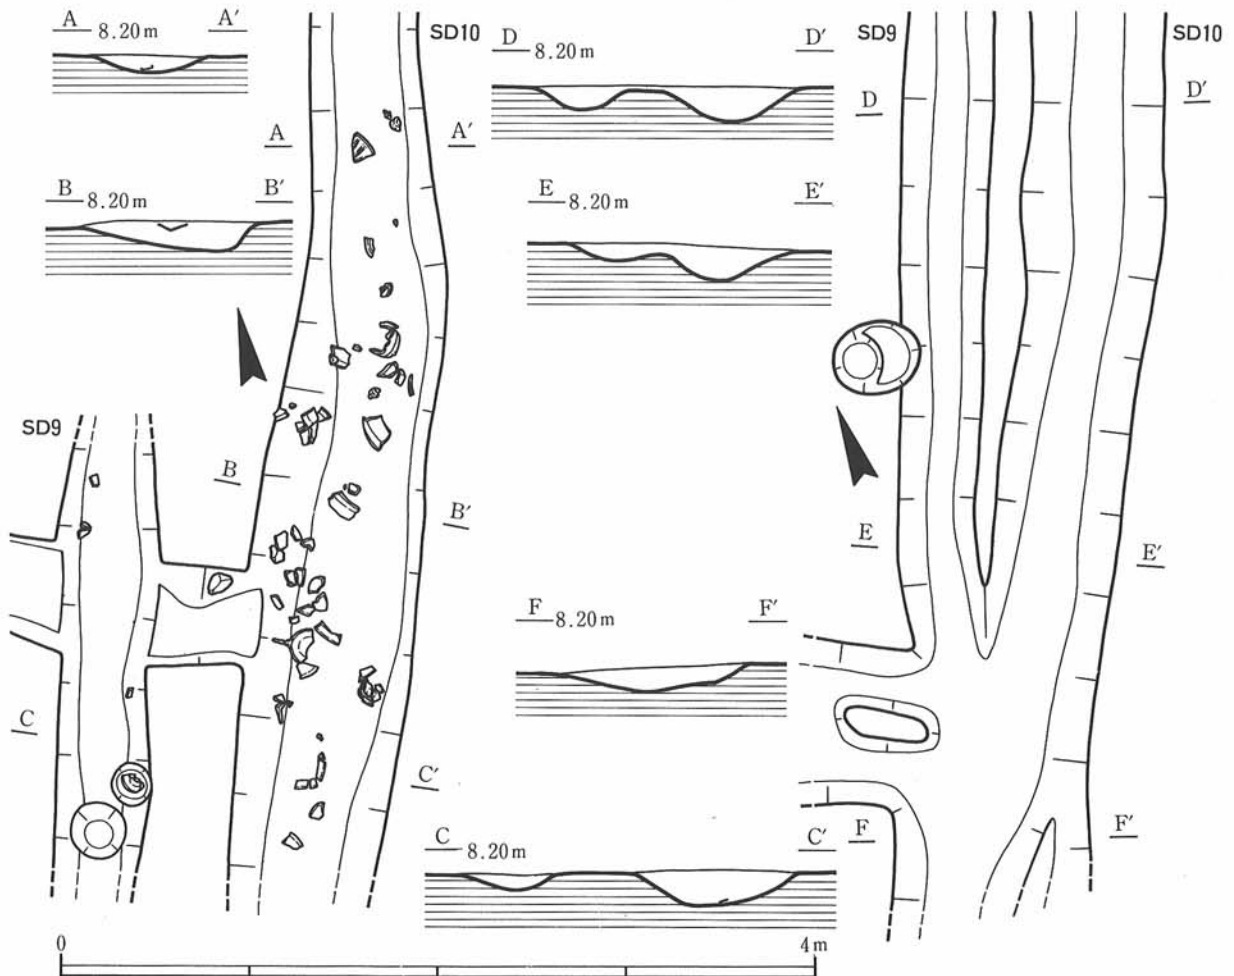 A 8.20m A′
SD10
D 8.20m D′
SD9
SD10
D
D′
A
A′
B 8.20m B′
E 8.20m E′
SD9
B
B′
E
E′
F 8.20m F′
C
C′
F
F′
C 8.20m C′
0 4m